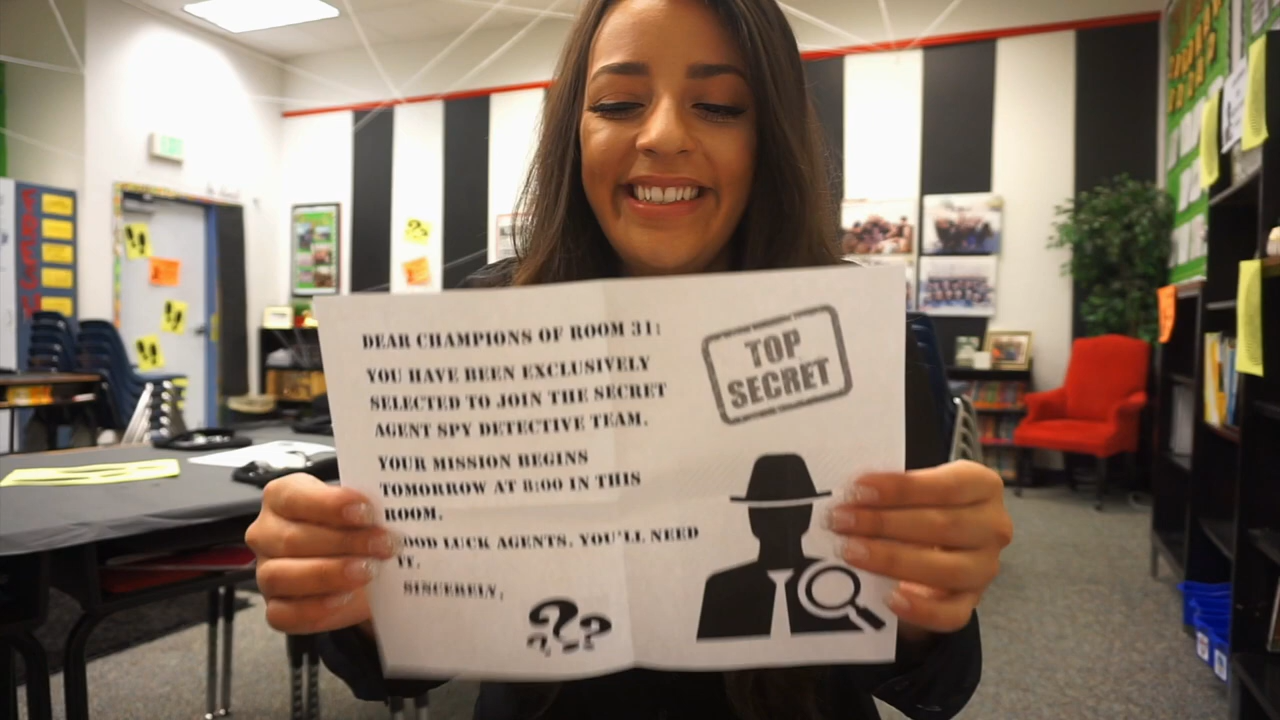 DEAR CHAMPIONS OF ROOM 31:
YOU HAVE BEEN EXCLUSIVELY
SELECTED TO JOIN THE SECRET
AGENT SPY DETECTIVE TEAM.
YOUR MISSION BEGINS
TOMORROW AT 8:00 IN THIS
ROOM.
OOD LUCK AGENTS. YOU'LL NEED
IT.
SINCERELY,
???
TOP
SECRET